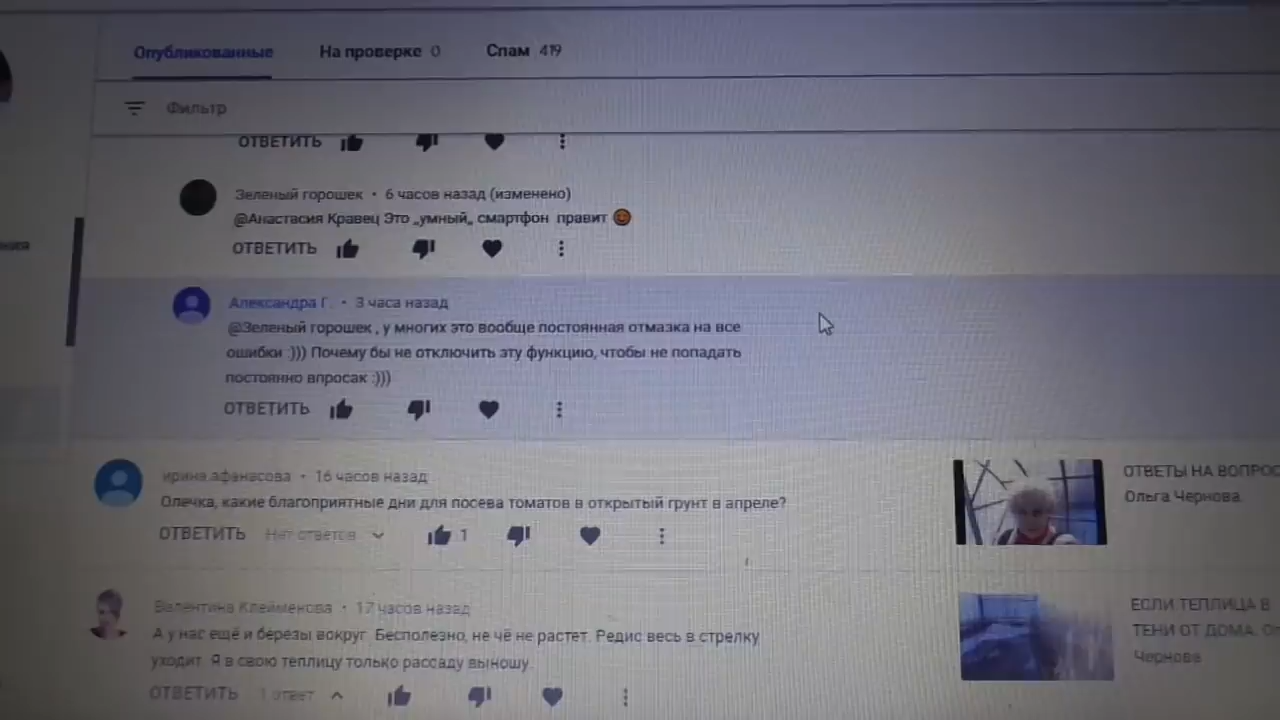 Опубликованные На проверке 0 Спам 419
Фильтр
ОТВЕТИТЬ
Зеленый горошек • 6 часов назад (изменено)
@Анастасия Кравец Это „умный„ смартфон правит
ОТВЕТИТЬ
Александра Г. • 3 часа назад
@Зеленый горошек , у многих это вообще постоянная отмазка на все
ошибки :))) Почему бы не отключить эту функцию, чтобы не попадать
постоянно впросак :)))
ОТВЕТИТЬ
ирина афанасова • 16 часов назад
Олечка, какие благоприятные дни для посева томатов в открытый грунт в апреле?
ОТВЕТИТЬ Нет ответов 1
ОТВЕТЫ НА ВОПРОС
Ольга Чернова.
Валентина Клейменова • 17 часов назад
А у нас ещё и березы вокруг. Бесполезно, не чё не растет. Редис весь в стрелку
уходит. Я в свою теплицу только рассаду выношу.
ОТВЕТИТЬ 1 ответ
ЕСЛИ ТЕПЛИЦА В
ТЕНИ ОТ ДОМА.
Чернова